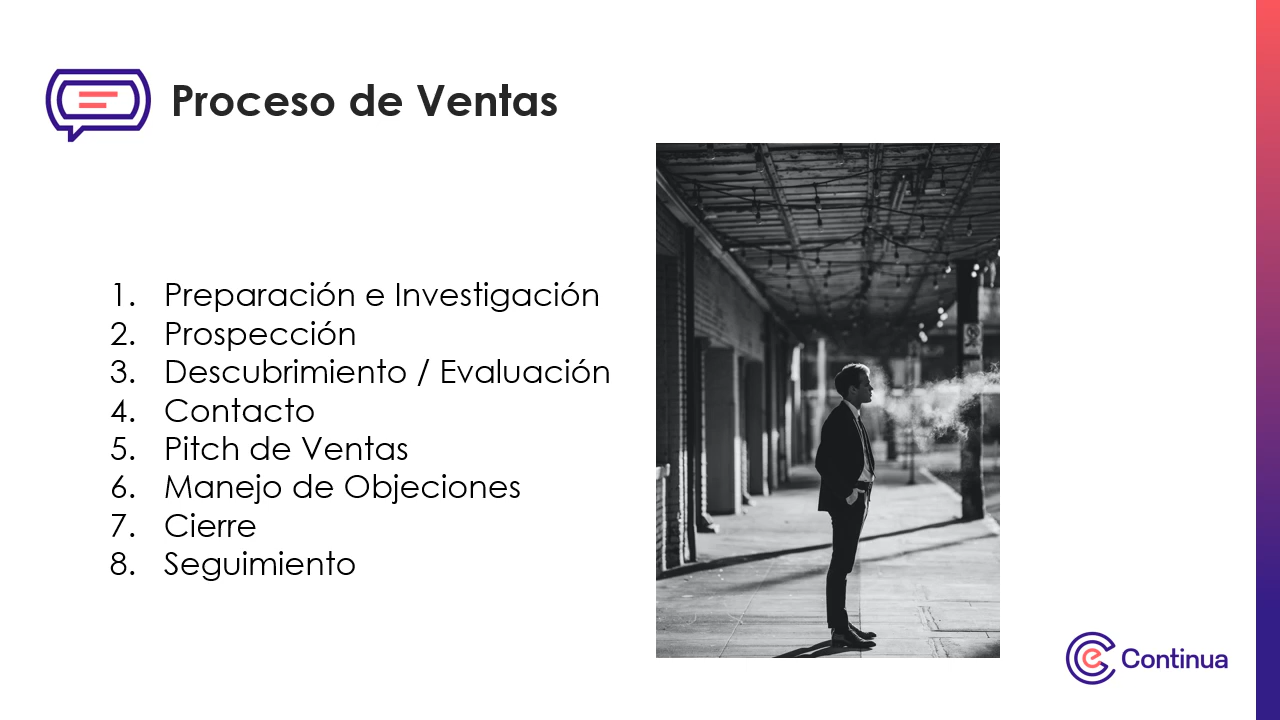 Proceso de Ventas
1. Preparación e Investigación
2. Prospección
3. Descubrimiento / Evaluación
4. Contacto
5. Pitch de Ventas
6. Manejo de Objeciones
7. Cierre
8. Seguimiento
Continua